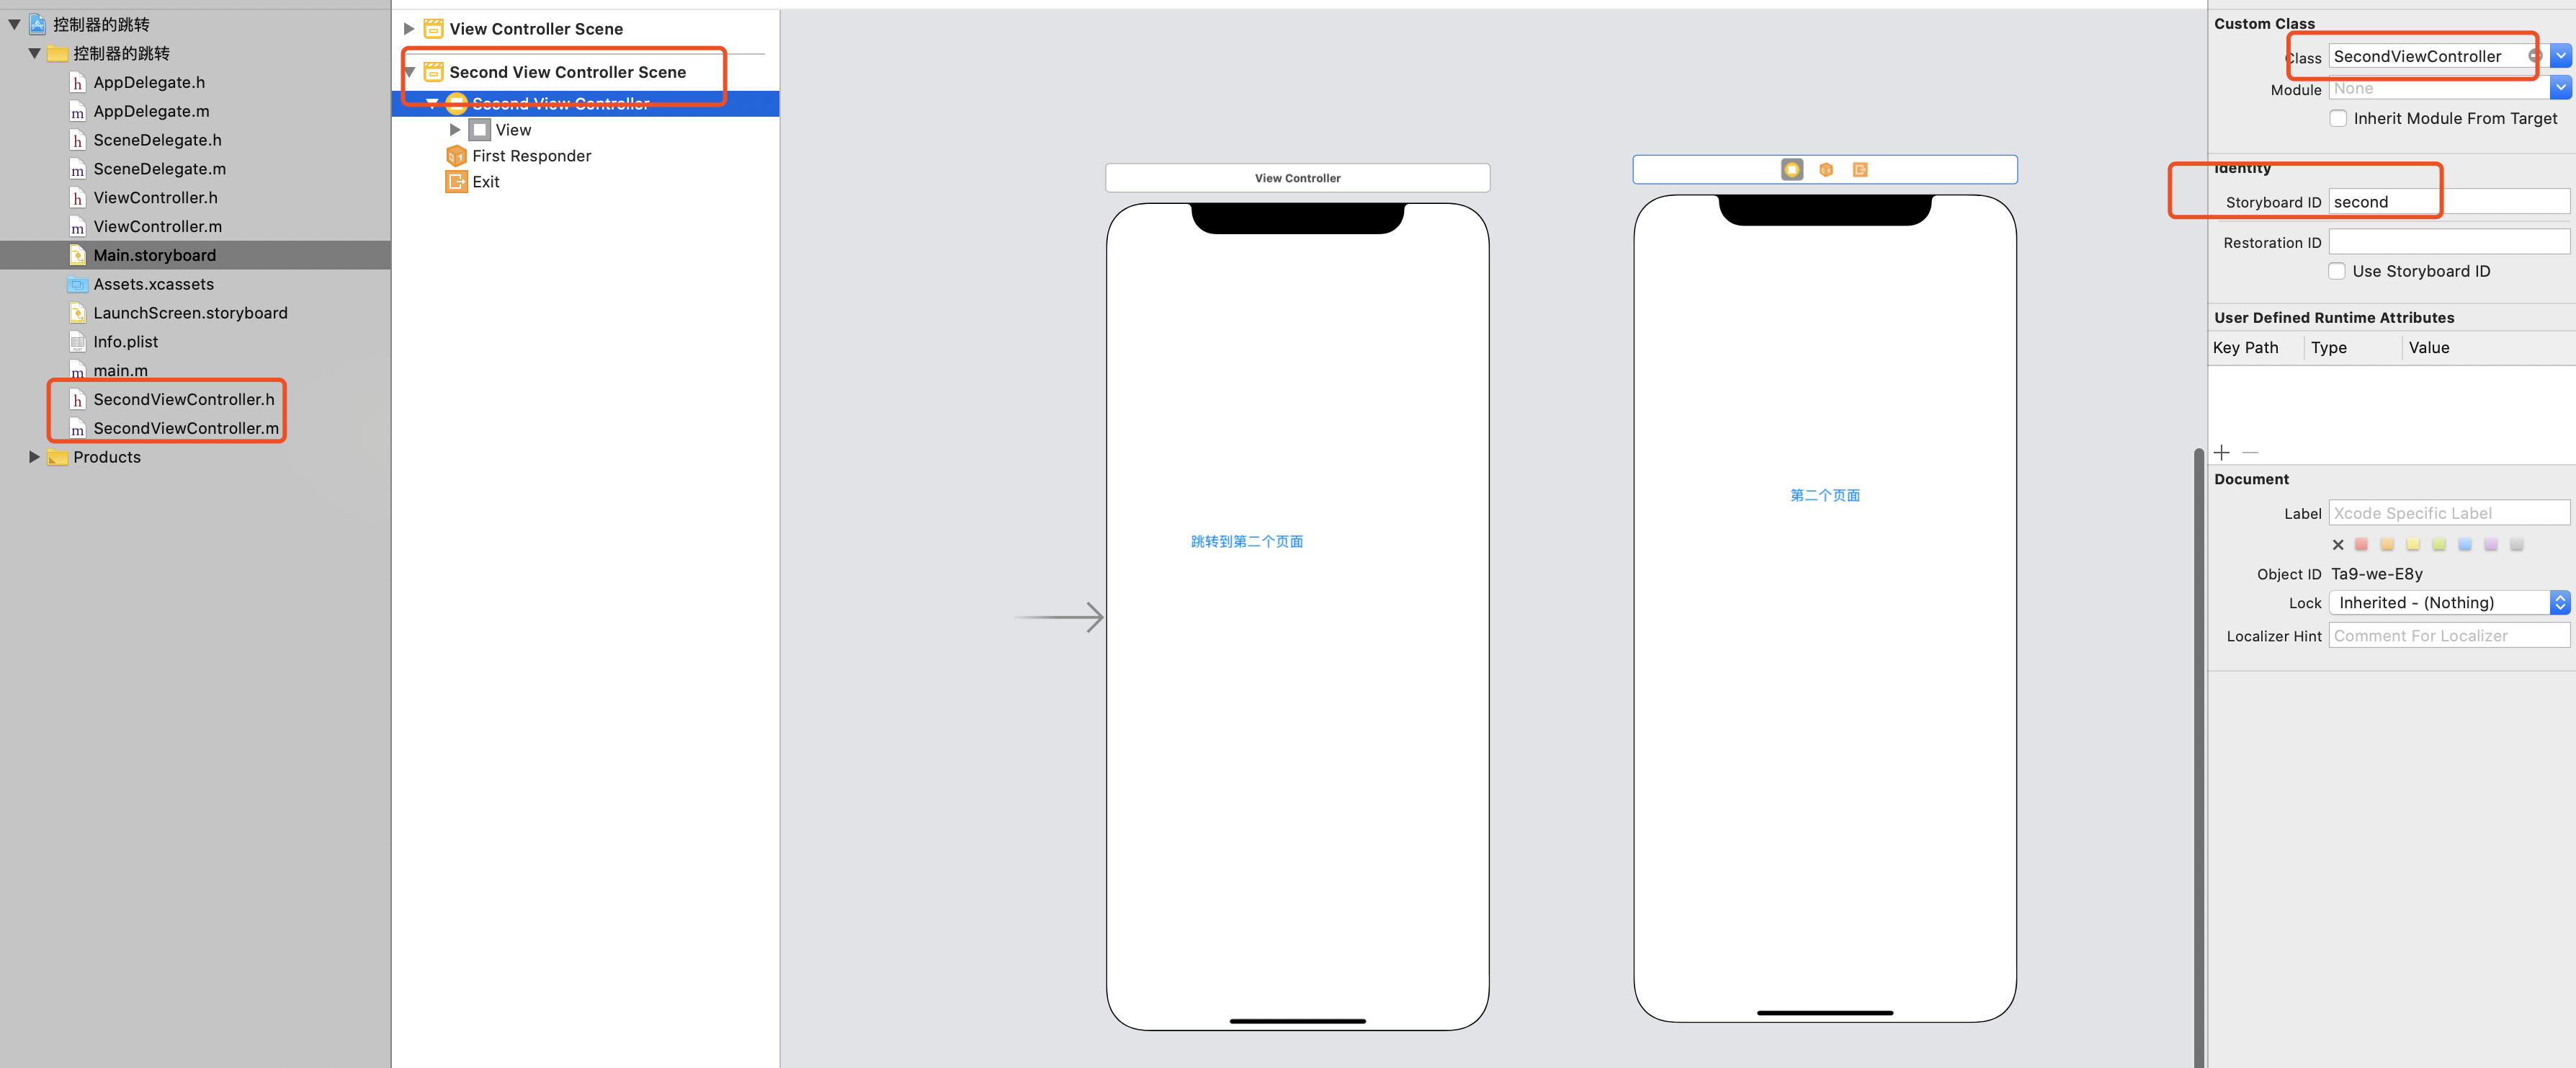 控制器的跳转
控制器的跳转
AppDelegate.h
AppDelegate.m
SceneDelegate.h
SceneDelegate.m
ViewController.h
ViewController.m
Main.storyboard
Assets.xcassets
LaunchScreen.storyboard
Info.plist
main.m
SecondViewController.h
SecondViewController.m
Products
View Controller Scene
Second View Controller Scene
Second View Controller
View
First Responder
Exit
View Controller
跳转到第二个页面
第二个页面
Custom Class
Class SecondViewController
Module None
Inherit Module From Target
Identity
Storyboard ID second
Restoration ID
Use Storyboard ID
User Defined Runtime Attributes
Key Path Type Value
Document
Label Xcode Specific Label
Object ID Ta9-we-E8y
Lock Inherited - (Nothing)
Localizer Hint Comment For Localizer